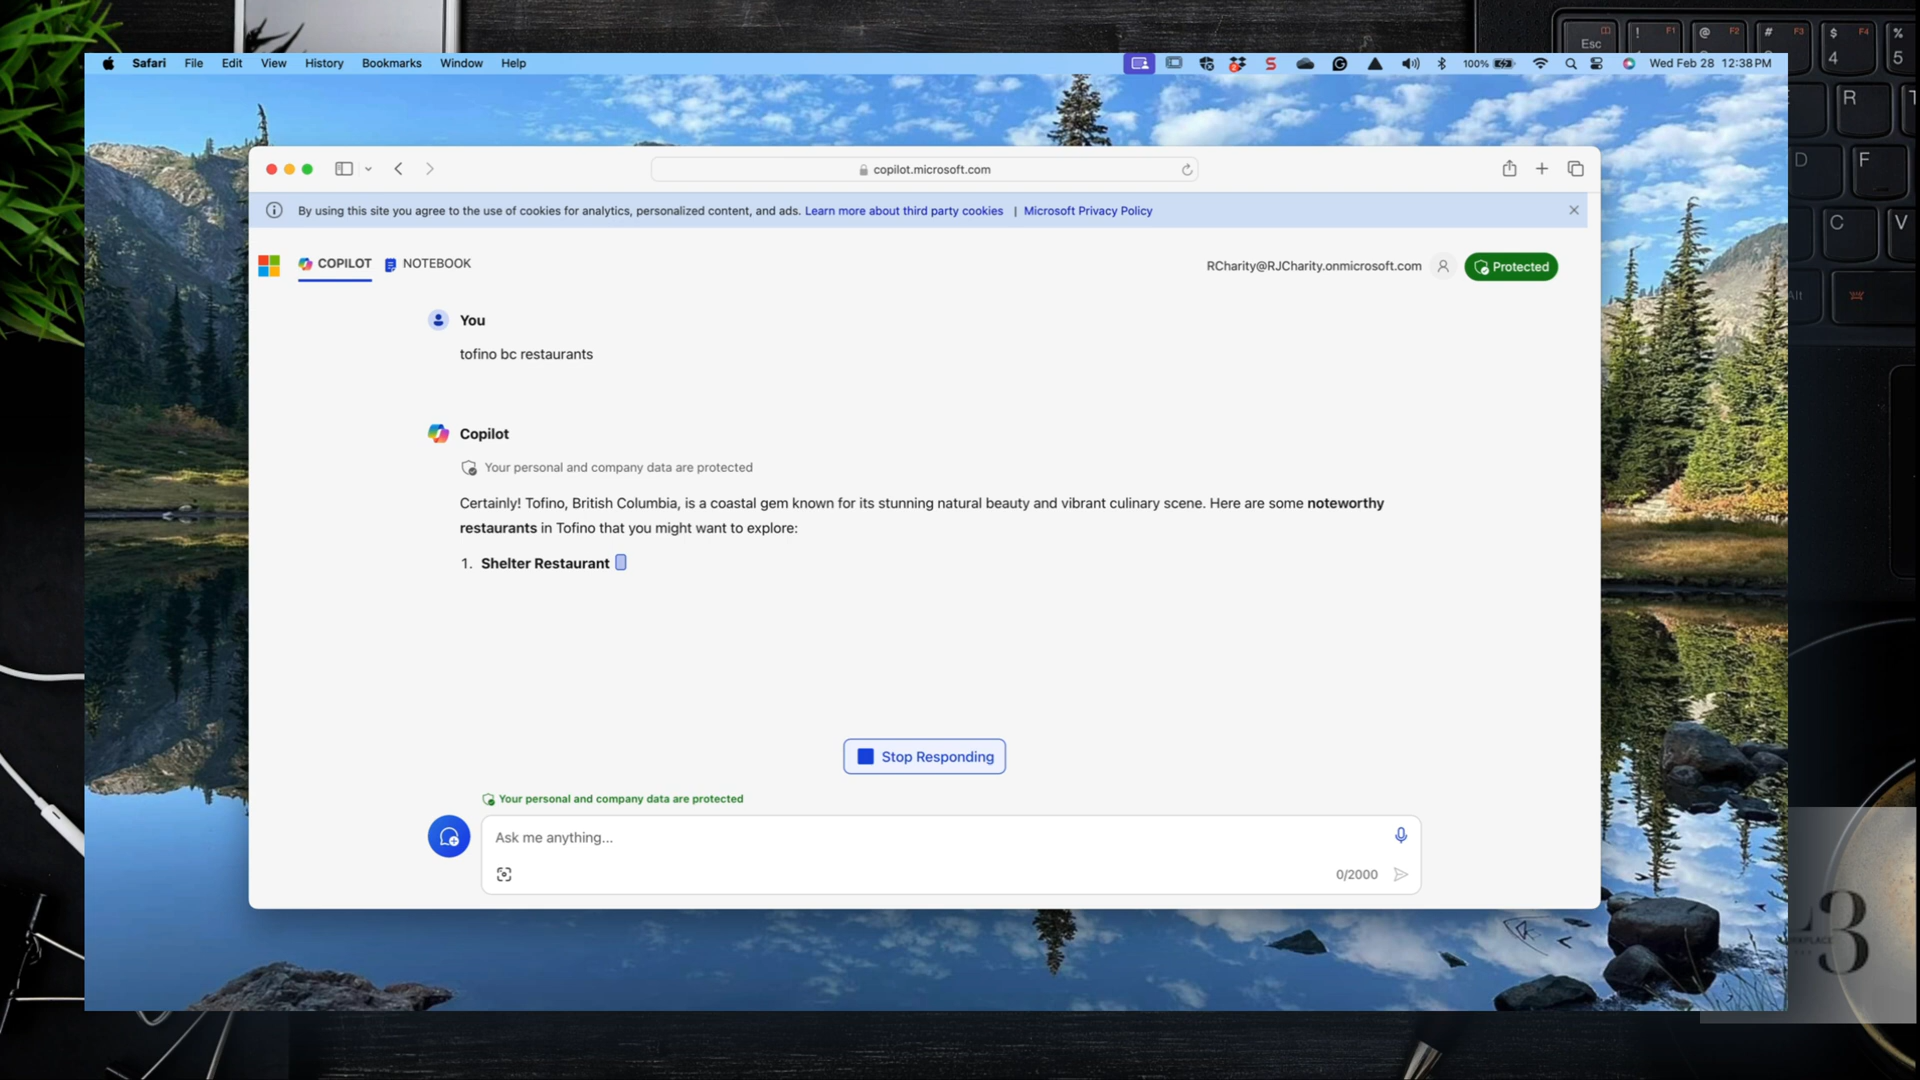 Safari File Edit View History Bookmarks Window Help
100% Wed Feb 28 12:38 PM
copilot.microsoft.com
By using this site you agree to the use of cookies for analytics, personalized content, and ads. Learn more about third party cookies | Microsoft Privacy Policy
COPILOT NOTEBOOK
RCharity@RJCharity.onmicrosoft.com Protected
You
tofino bc restaurants
Copilot
Your personal and company data are protected
Certainly! Tofino, British Columbia, is a coastal gem known for its stunning natural beauty and vibrant culinary scene. Here are some noteworthy
restaurants in Tofino that you might want to explore:
1. Shelter Restaurant
Stop Responding
Your personal and company data are protected
Ask me anything...
0/2000
Esc ! F1 @ F2 # F3 $ F4 %
4 5
R
D F
C V
3